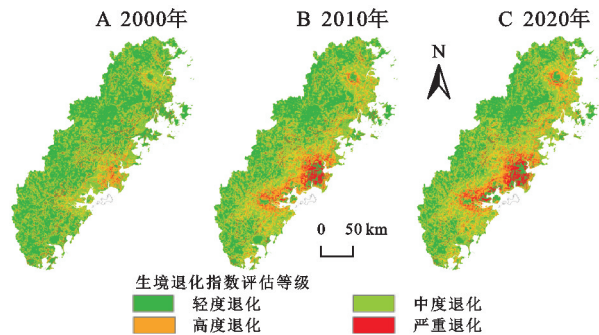 A 2000年
B 2010年
C 2020年
N
0 50 km
生境退化指数评估等级
轻度退化
中度退化
高度退化
严重退化